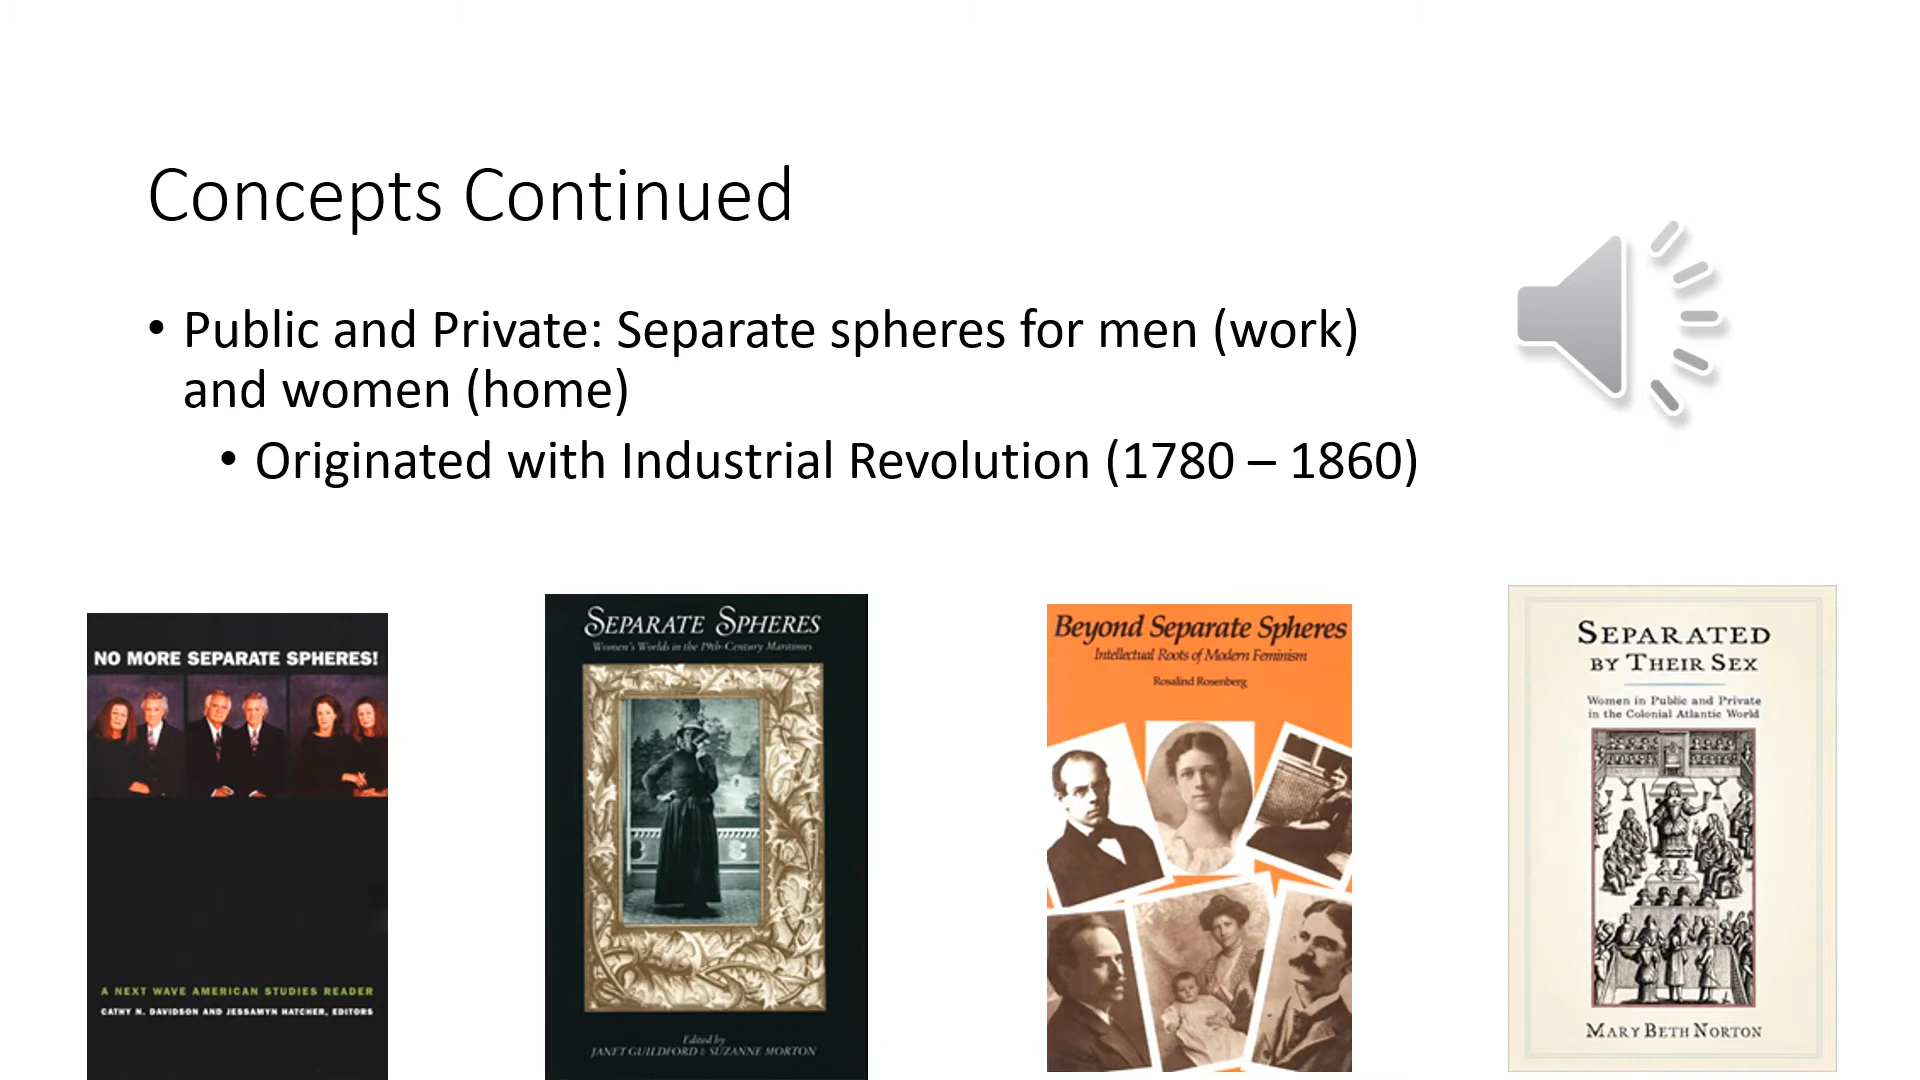 Concepts Continued
• Public and Private: Separate spheres for men (work)
and women (home)
• Originated with Industrial Revolution (1780 – 1860)
NO MORE SEPARATE SPHERES!
A NEXT WAVE AMERICAN STUDIES READER
CATHY N. DAVIDSON AND JESSAMYN HATCHER, EDITORS
SEPARATE SPHERES
Women's Worlds in the 19th-Century Maritimes
Edited by
JANET GUILDFORD & SUZANNE MORTON
Beyond Separate Spheres
Intellectual Roots of Modern Feminism
Rosalind Rosenberg
SEPARATED
BY THEIR SEX
Women in Public and Private
in the Colonial Atlantic World
MARY BETH NORTON